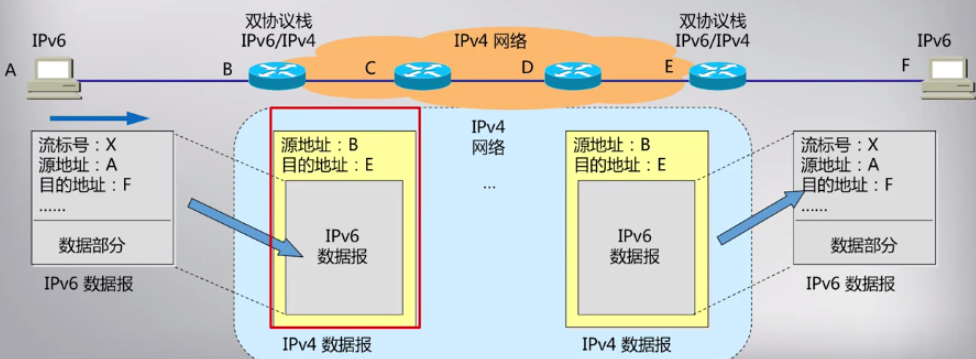 双协议栈
IPv6/IPv4
双协议栈
IPv6/IPv4
IPv6
IPv4 网络
IPv6
A
B
C
D
E
F
流标号：X
源地址：A
目的地址：F
......
数据部分
IPv6 数据报
源地址：B
目的地址：E
IPv6
数据报
IPv4 数据报
IPv4
网络
...
源地址：B
目的地址：E
IPv6
数据报
IPv4 数据报
流标号：X
源地址：A
目的地址：F
......
数据部分
IPv6 数据报